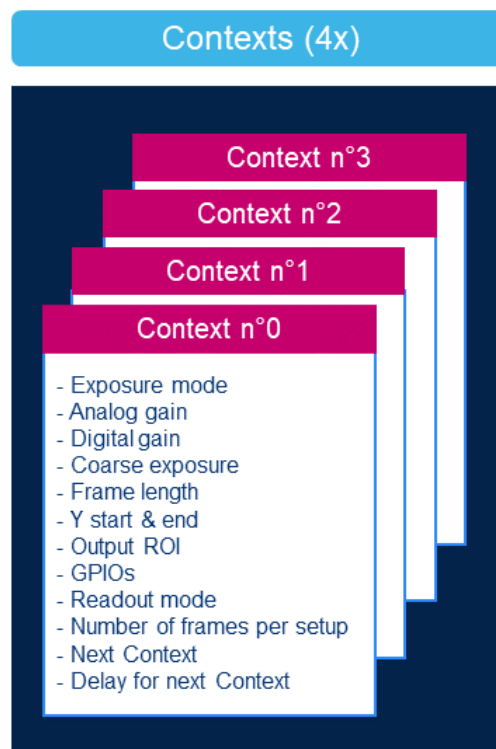 Contexts (4x)
Context n°3
Context n°2
Context n°1
Context n°0
- Exposure mode
- Analog gain
- Digital gain
- Coarse exposure
- Frame length
- Y start & end
- Output ROI
- GPIOs
- Readout mode
- Number of frames per setup
- Next Context
- Delay for next Context